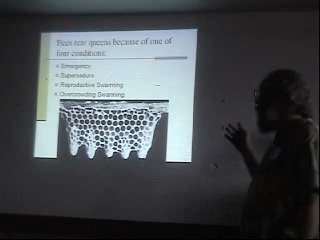 Bees rear queens because of one of
four conditions:
Emergency
Supersedure
Reproductive Swarming
Overcrowding Swarming